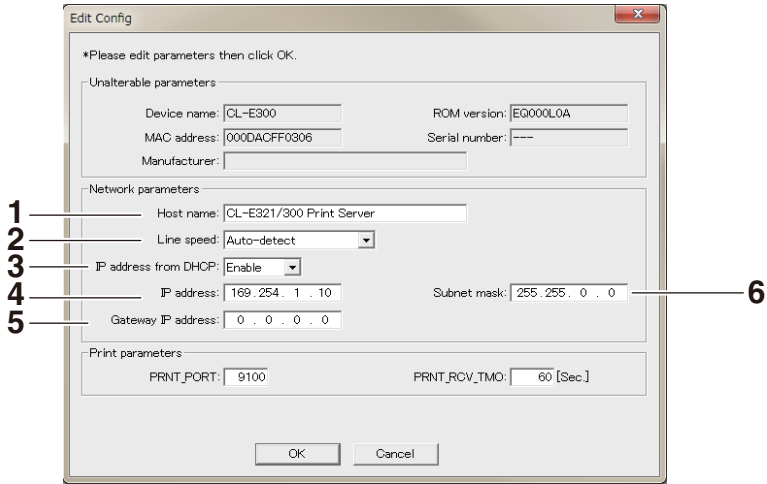 Edit Config
x
*Please edit parameters then click OK.
Unalterable parameters
Device name: CL-E300 ROM version: EQ000L0A
MAC address: 000DACFF0306 Serial number: ---
Manufacturer:
Network parameters
1 Host name: CL-E321/300 Print Server
2 Line speed: Auto-detect
3 IP address from DHCP: Enable
4 IP address: 169.254. 1 . 10 Subnet mask: 255.255. 0 . 0 6
5 Gateway IP address: 0 . 0 . 0 . 0
Print parameters
PRNT_PORT: 9100 PRNT_RCV_TMO: 60 [Sec.]
OK Cancel